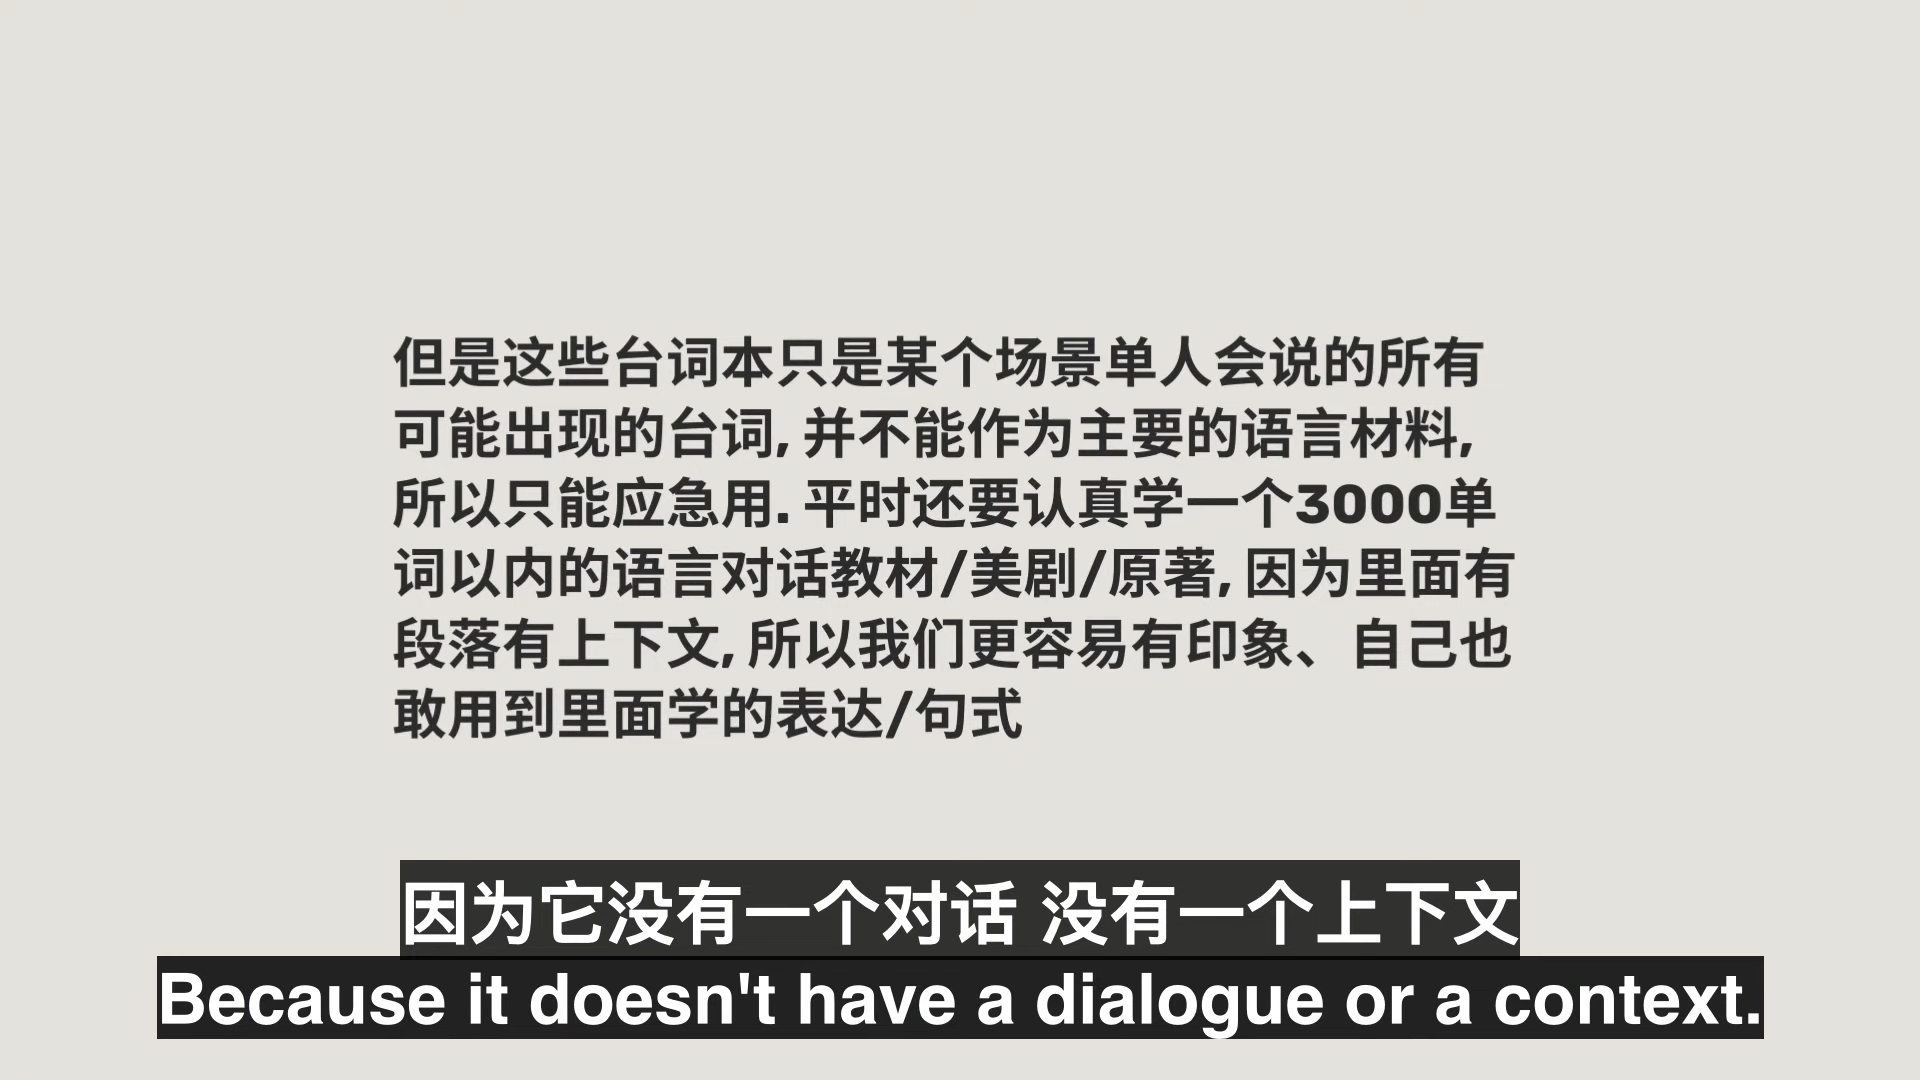 但是这些台词本只是某个场景单人会说的所有
可能出现的台词, 并不能作为主要的语言材料,
所以只能应急用. 平时还要认真学一个3000单
词以内的语言对话教材/美剧/原著, 因为里面有
段落有上下文, 所以我们更容易有印象、自己也
敢用到里面学的表达/句式
因为它没有一个对话 没有一个上下文
Because it doesn't have a dialogue or a context.